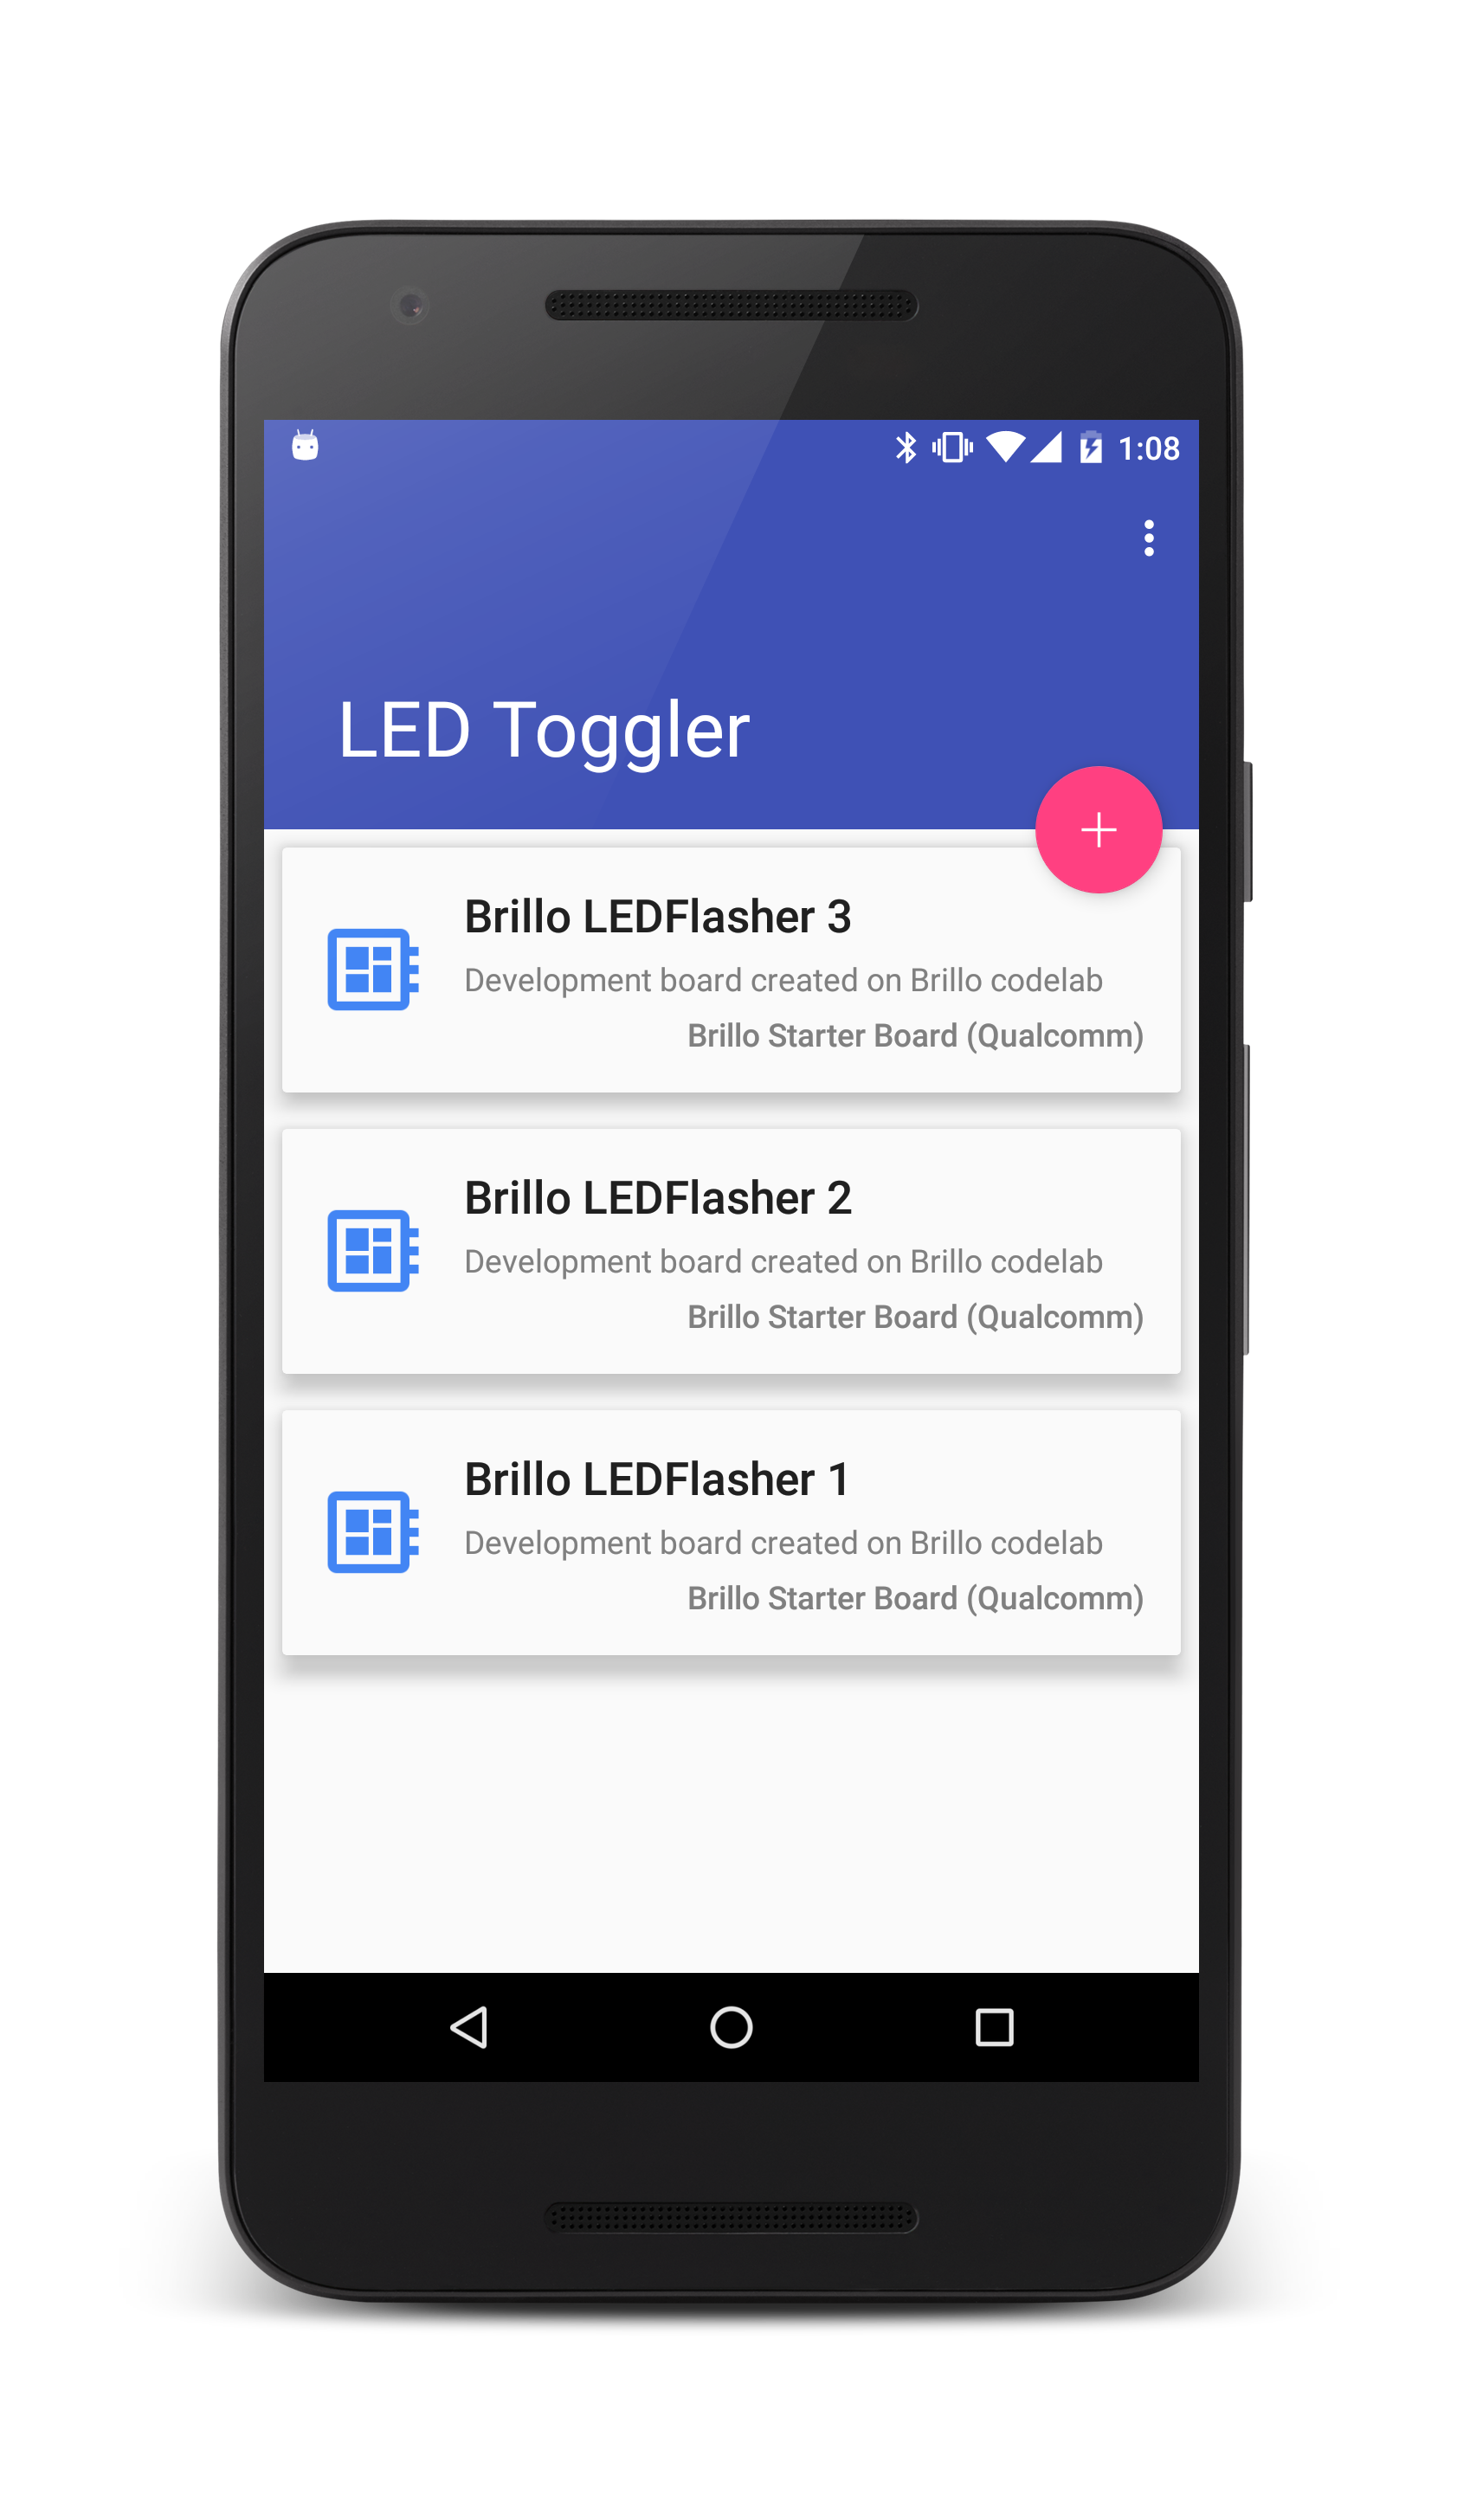 1:08
LED Toggler
Brillo LEDFlasher 3
Development board created on Brillo codelab
Brillo Starter Board (Qualcomm)
Brillo LEDFlasher 2
Development board created on Brillo codelab
Brillo Starter Board (Qualcomm)
Brillo LEDFlasher 1
Development board created on Brillo codelab
Brillo Starter Board (Qualcomm)